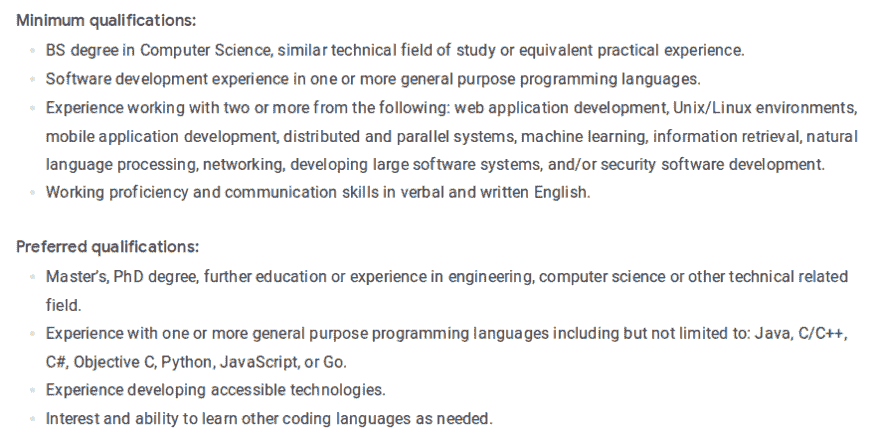 Minimum qualifications:
BS degree in Computer Science, similar technical field of study or equivalent practical experience.
Software development experience in one or more general purpose programming languages.
Experience working with two or more from the following: web application development, Unix/Linux environments,
mobile application development, distributed and parallel systems, machine learning, information retrieval, natural
language processing, networking, developing large software systems, and/or security software development.
Working proficiency and communication skills in verbal and written English.
Preferred qualifications:
Master's, PhD degree, further education or experience in engineering, computer science or other technical related
field.
Experience with one or more general purpose programming languages including but not limited to: Java, C/C++,
C#, Objective C, Python, JavaScript, or Go.
Experience developing accessible technologies.
Interest and ability to learn other coding languages as needed.